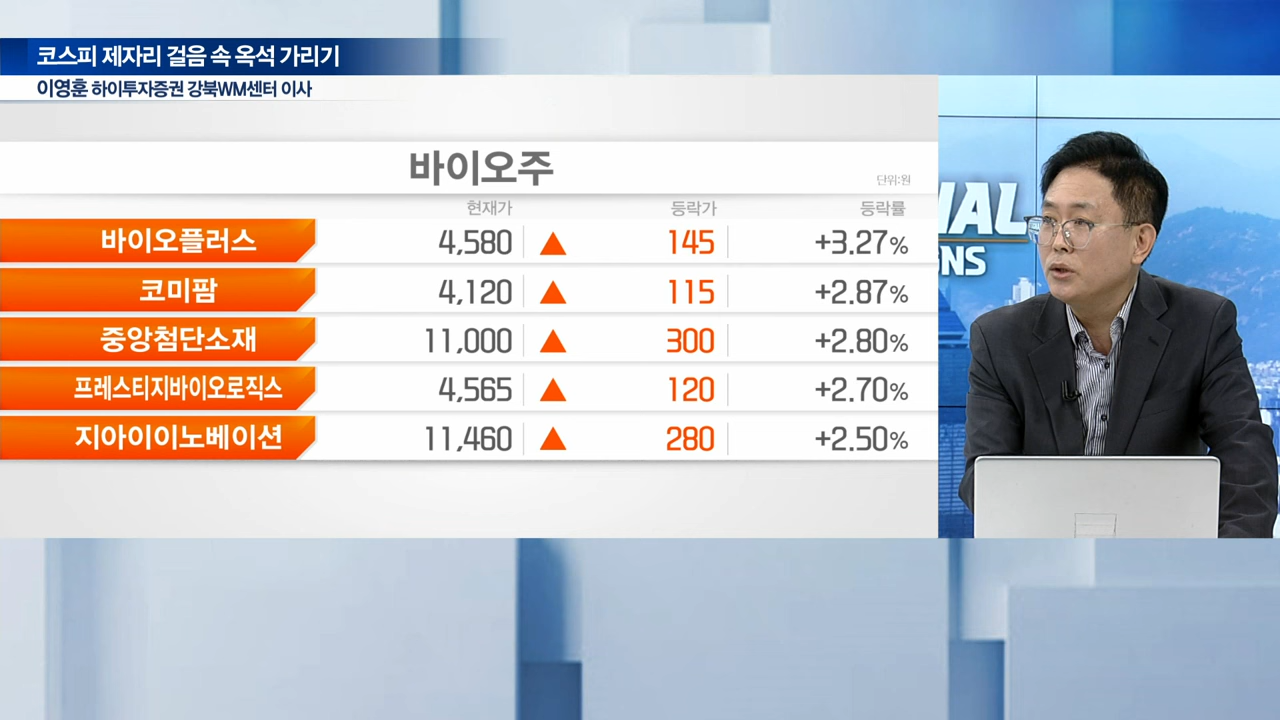 코스피 제자리 걸음 속 옥석 가리기
이영훈 하이투자증권 강북WM센터 이사
바이오주
단위:원
현재가 등락가 등락률
바이오플러스 4,580 ▲ 145 +3.27%
코미팜 4,120 ▲ 115 +2.87%
중앙첨단소재 11,000 ▲ 300 +2.80%
프레스티지바이오로직스 4,565 ▲ 120 +2.70%
지아이이노베이션 11,460 ▲ 280 +2.50%